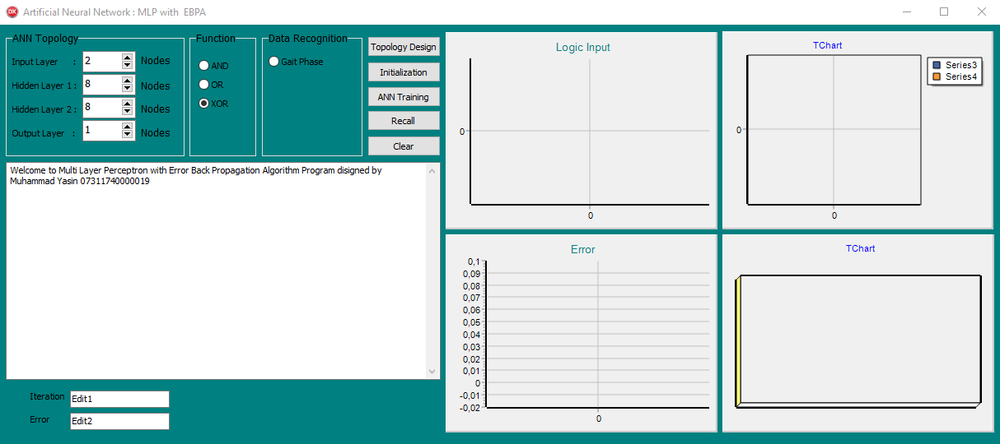 Artificial Neural Network : MLP with EBPA
ANN Topology
Input Layer : 2 Nodes
Hidden Layer 1 : 8 Nodes
Hidden Layer 2 : 8 Nodes
Output Layer : 1 Nodes
Function
AND
OR
XOR
Data Recognition
Gait Phase
Topology Design
Initialization
ANN Training
Recall
Clear
Welcome to Multi Layer Perceptron with Error Back Propagation Algorithm Program disigned by
Muhammad Yasin 07311740000019
Iteration Edit1
Error Edit2
Logic Input
0
0
TChart
0
0
Series3
Series4
Error
0,1
0,09
0,08
0,07
0,06
0,05
0,04
0,03
0,02
0,01
0
-0,01
-0,02
0
TChart